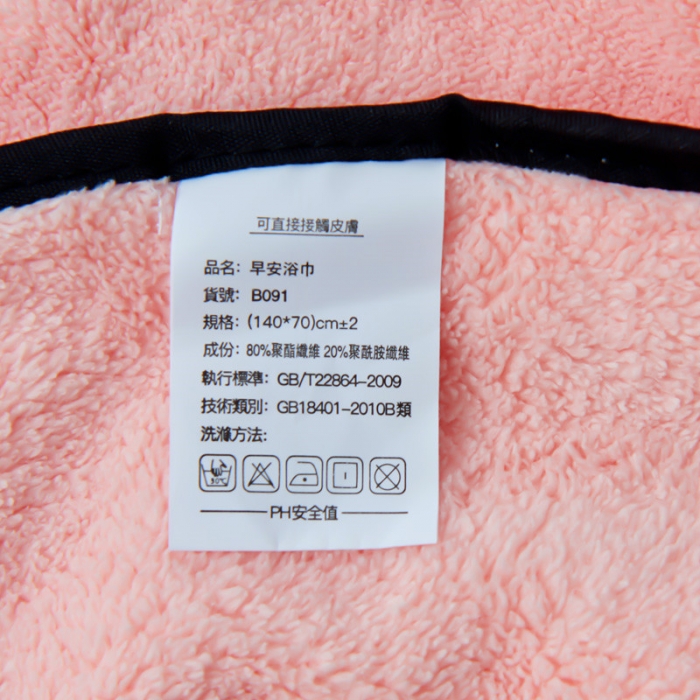 可直接接觸皮膚
品名：早安浴巾
貨號：B091
規格：(140*70)cm±2
成份：80%聚酯纖維 20%聚酰胺纖維
執行標準：GB/T22864-2009
技術類別：GB18401-2010B類
洗滌方法：
PH安全值